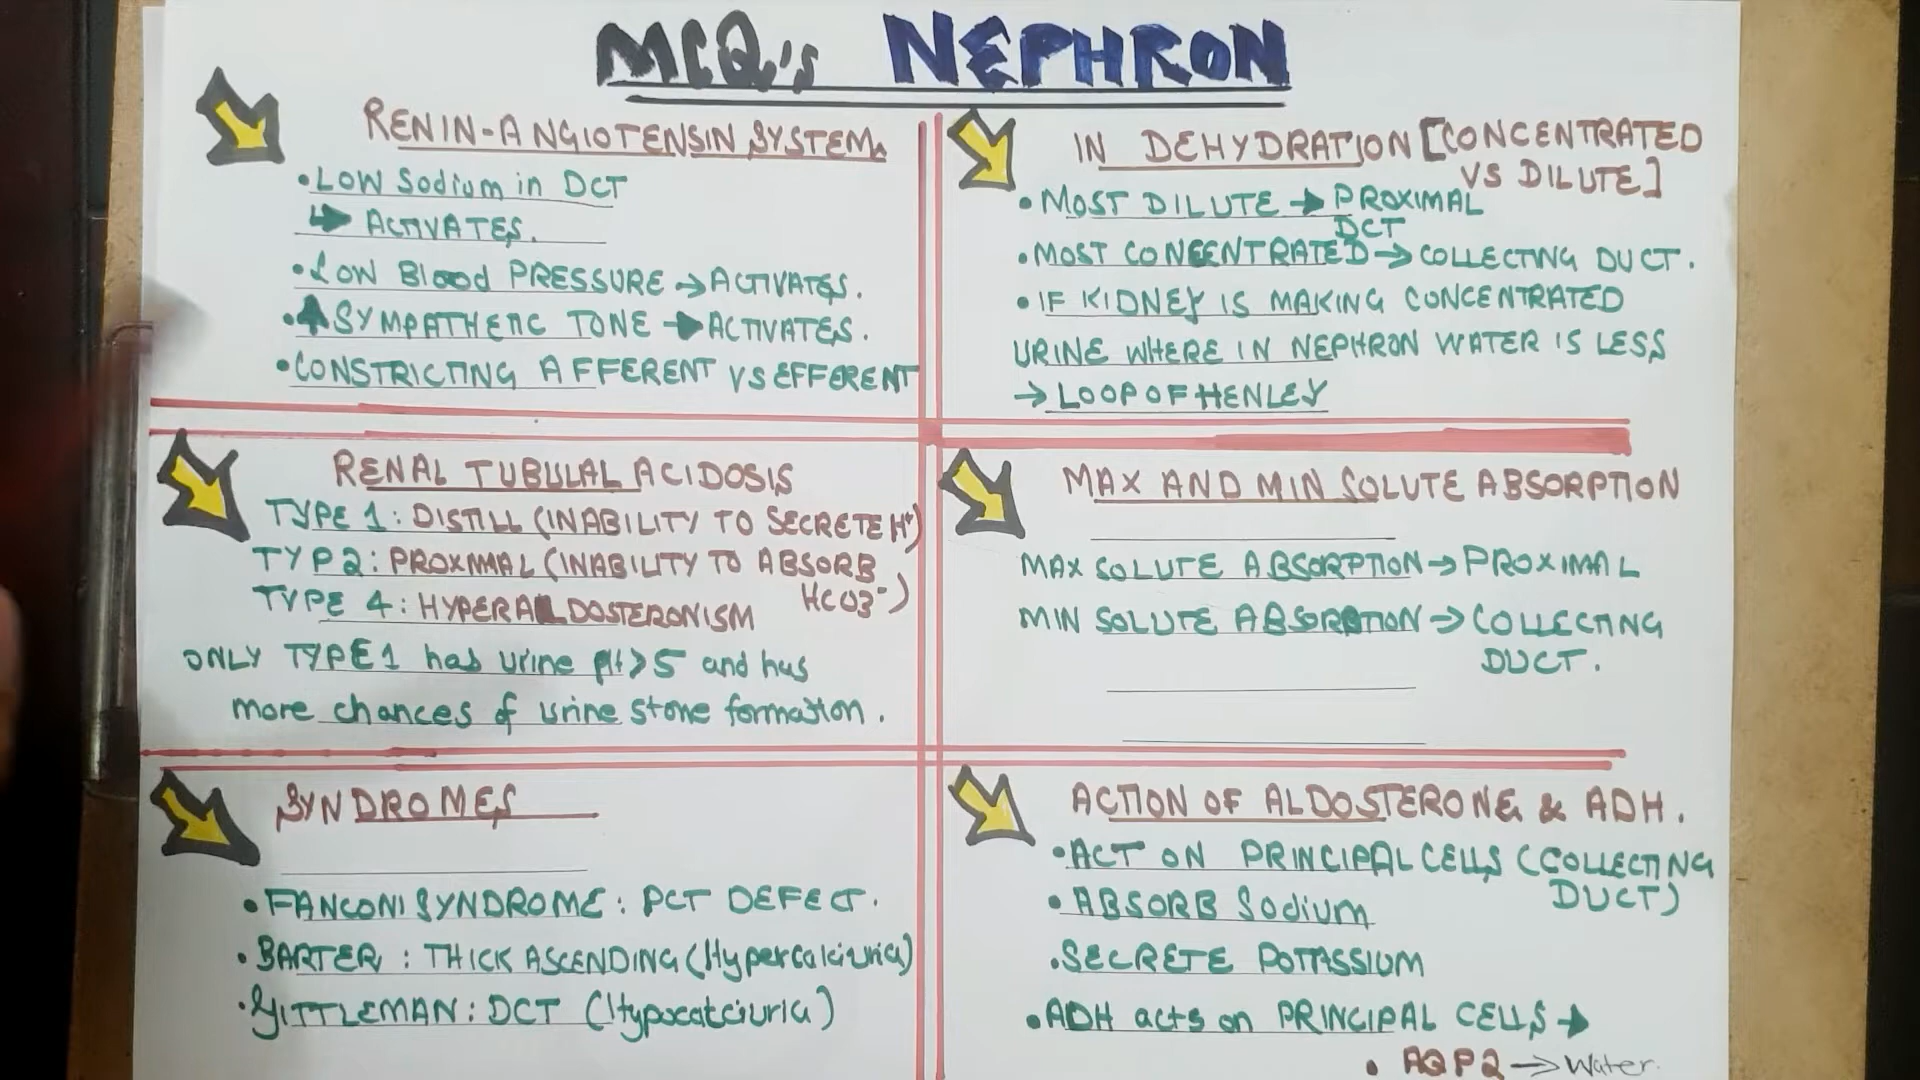 MCQ's NEPHRON
RENIN-ANGIOTENSIN SYSTEM.
• LOW Sodium in DCT
↳ ACTIVATES.
• LOW Blood PRESSURE → ACTIVATES.
• ↑ SYMPATHETIC TONE → ACTIVATES.
• CONSTRICTING AFFERENT VS EFFERENT
IN DEHYDRATION [CONCENTRATED
VS DILUTE]
• MOST DILUTE → PROXIMAL
DCT
• MOST CONCENTRATED → COLLECTING DUCT.
• IF KIDNEY IS MAKING CONCENTRATED
URINE WHERE IN NEPHRON WATER IS LESS
→ LOOP OF HENLEY
RENAL TUBULAL ACIDOSIS
TYPE 1: DISTILL (INABILITY TO SECRETE H⁺)
TYP 2: PROXIMAL (INABILITY TO ABSORB
HCO3⁻)
TYPE 4: HYPERALDOSTERONISM
ONLY TYPE 1 has urine pH > 5 and has
more chances of urine stone formation.
MAX AND MIN SOLUTE ABSORPTION
MAX SOLUTE ABSORPTION → PROXIMAL
MIN SOLUTE ABSORBTION → COLLECTING
DUCT.
SYNDROMES
• FANCONI SYNDROME: PCT DEFECT.
• BARTER : THICK ASCENDING (Hypercalciuria)
• GITTLEMAN: DCT (Hypocalciuria)
ACTION OF ALDOSTERONE & ADH.
• ACT ON PRINCIPAL CELLS (COLLECTING
DUCT)
• ABSORB Sodium
• SECRETE POTASSIUM
• ADH acts on PRINCIPAL CELLS →
• AQP2 → Water.